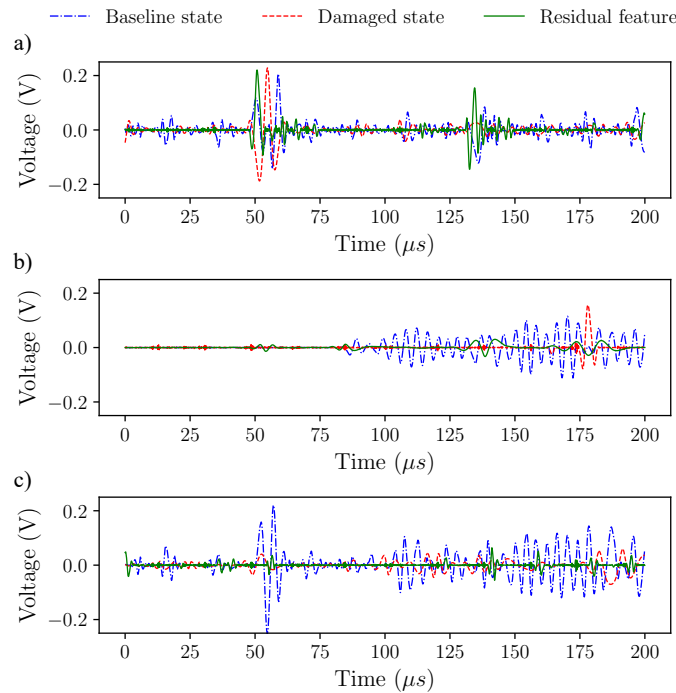 Baseline state Damaged state Residual feature
a)
Voltage (V)
0.2
0.0
−0.2
0 25 50 75 100 125 150 175 200
Time (μs)
b)
Voltage (V)
0.2
0.0
−0.2
0 25 50 75 100 125 150 175 200
Time (μs)
c)
Voltage (V)
0.2
0.0
−0.2
0 25 50 75 100 125 150 175 200
Time (μs)